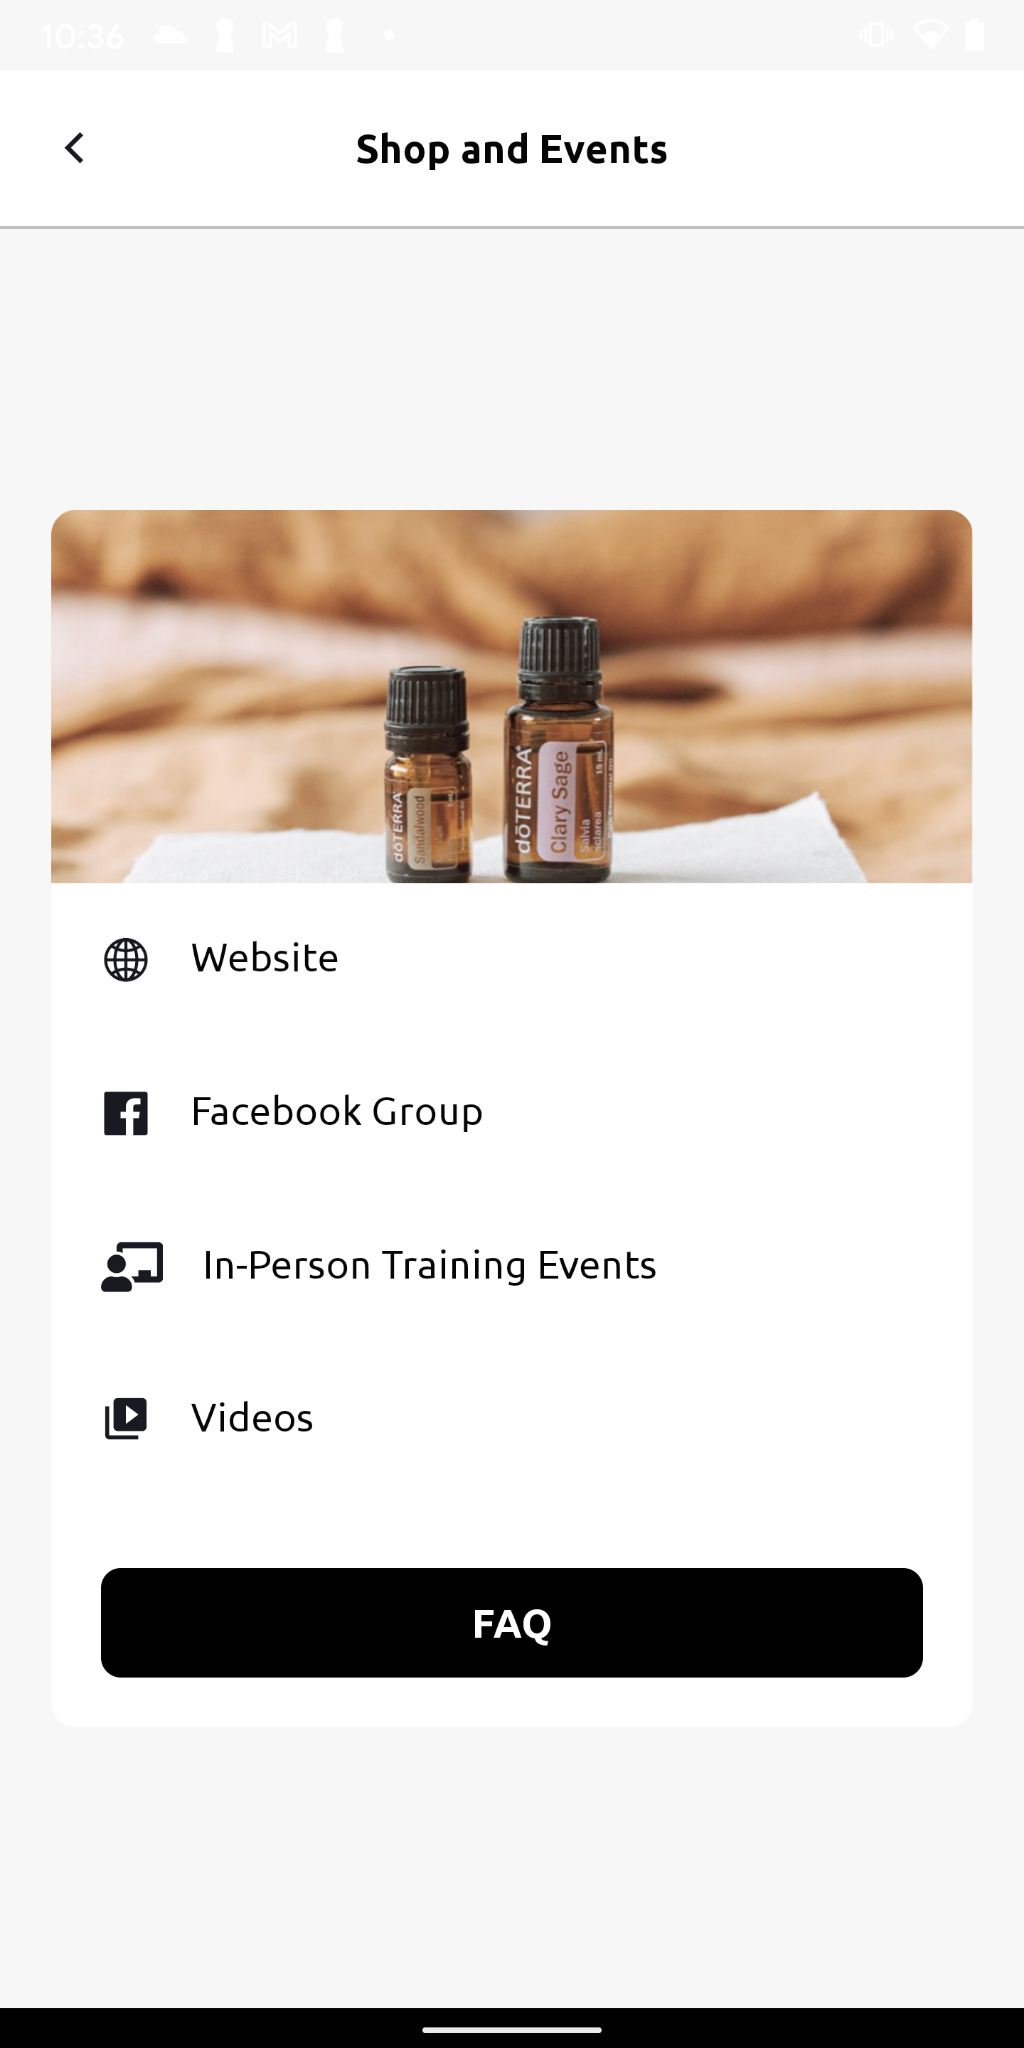 10:36
Shop and Events
dōTERRA
Sandalwood
dōTERRA
Clary Sage
15 mL
Salvia
sclarea
Website
Facebook Group
In-Person Training Events
Videos
FAQ